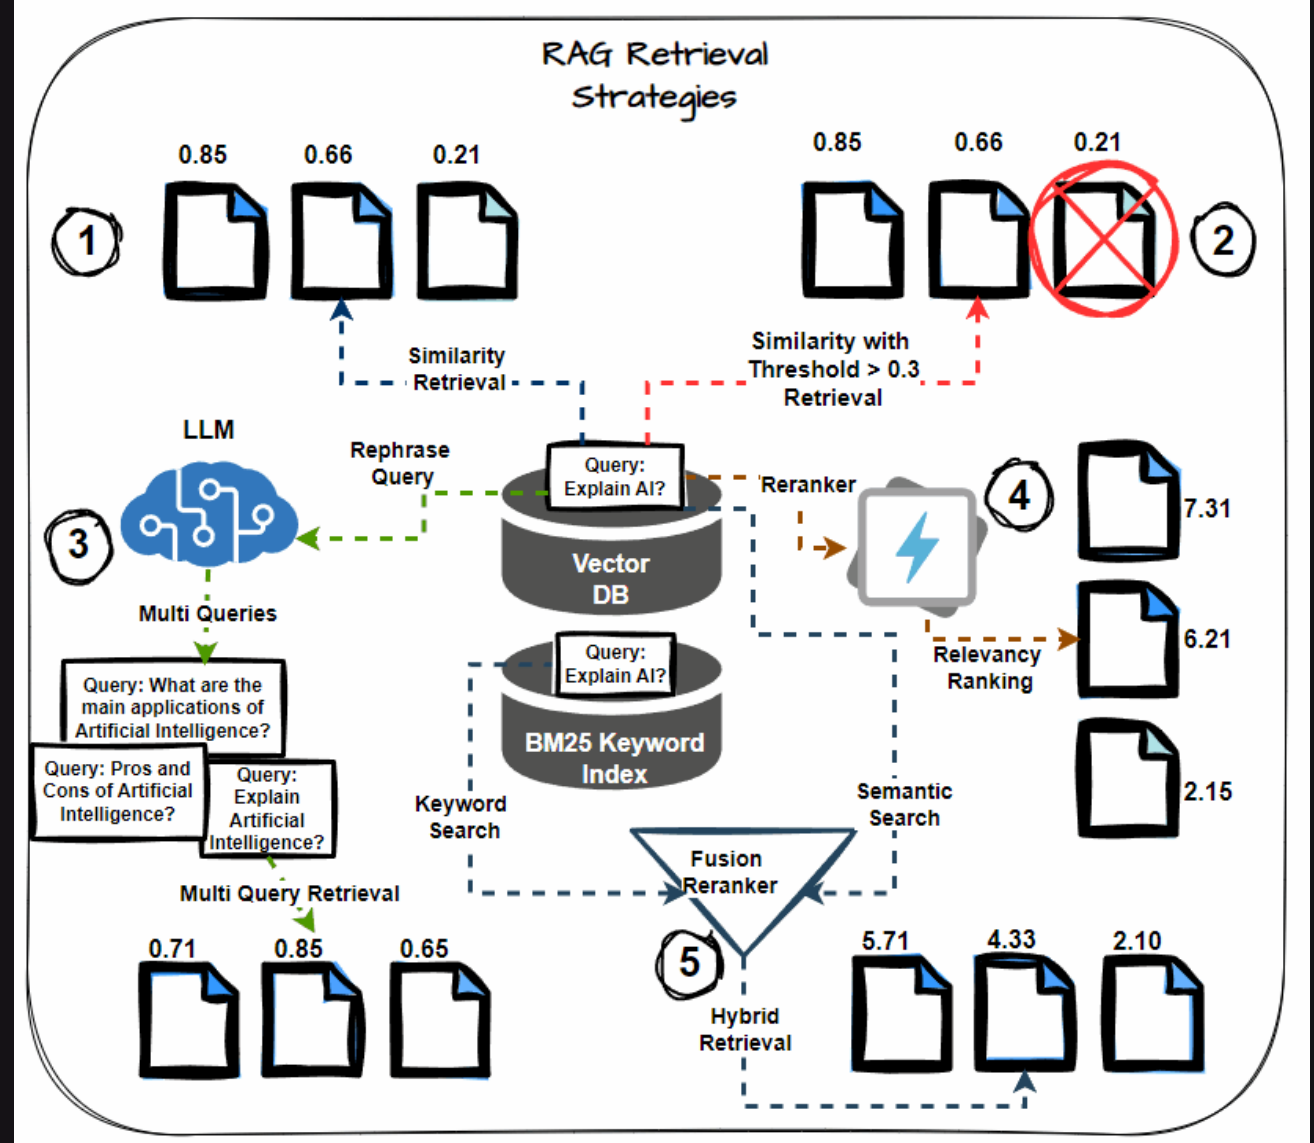 RAG Retrieval
Strategies
0.85
0.66
0.21
1
Similarity
Retrieval
0.85
0.66
0.21
2
Similarity with
Threshold > 0.3
Retrieval
LLM
Rephrase
Query
3
Multi Queries
Query: What are the
main applications of
Artificial Intelligence?
Query: Pros and
Cons of Artificial
Intelligence?
Query:
Explain
Artificial
Intelligence?
Multi Query Retrieval
0.71
0.85
0.65
Query:
Explain AI?
Vector
DB
Query:
Explain AI?
BM25 Keyword
Index
Reranker
4
Relevancy
Ranking
7.31
6.21
2.15
Keyword
Search
Semantic
Search
Fusion
Reranker
5
Hybrid
Retrieval
5.71
4.33
2.10